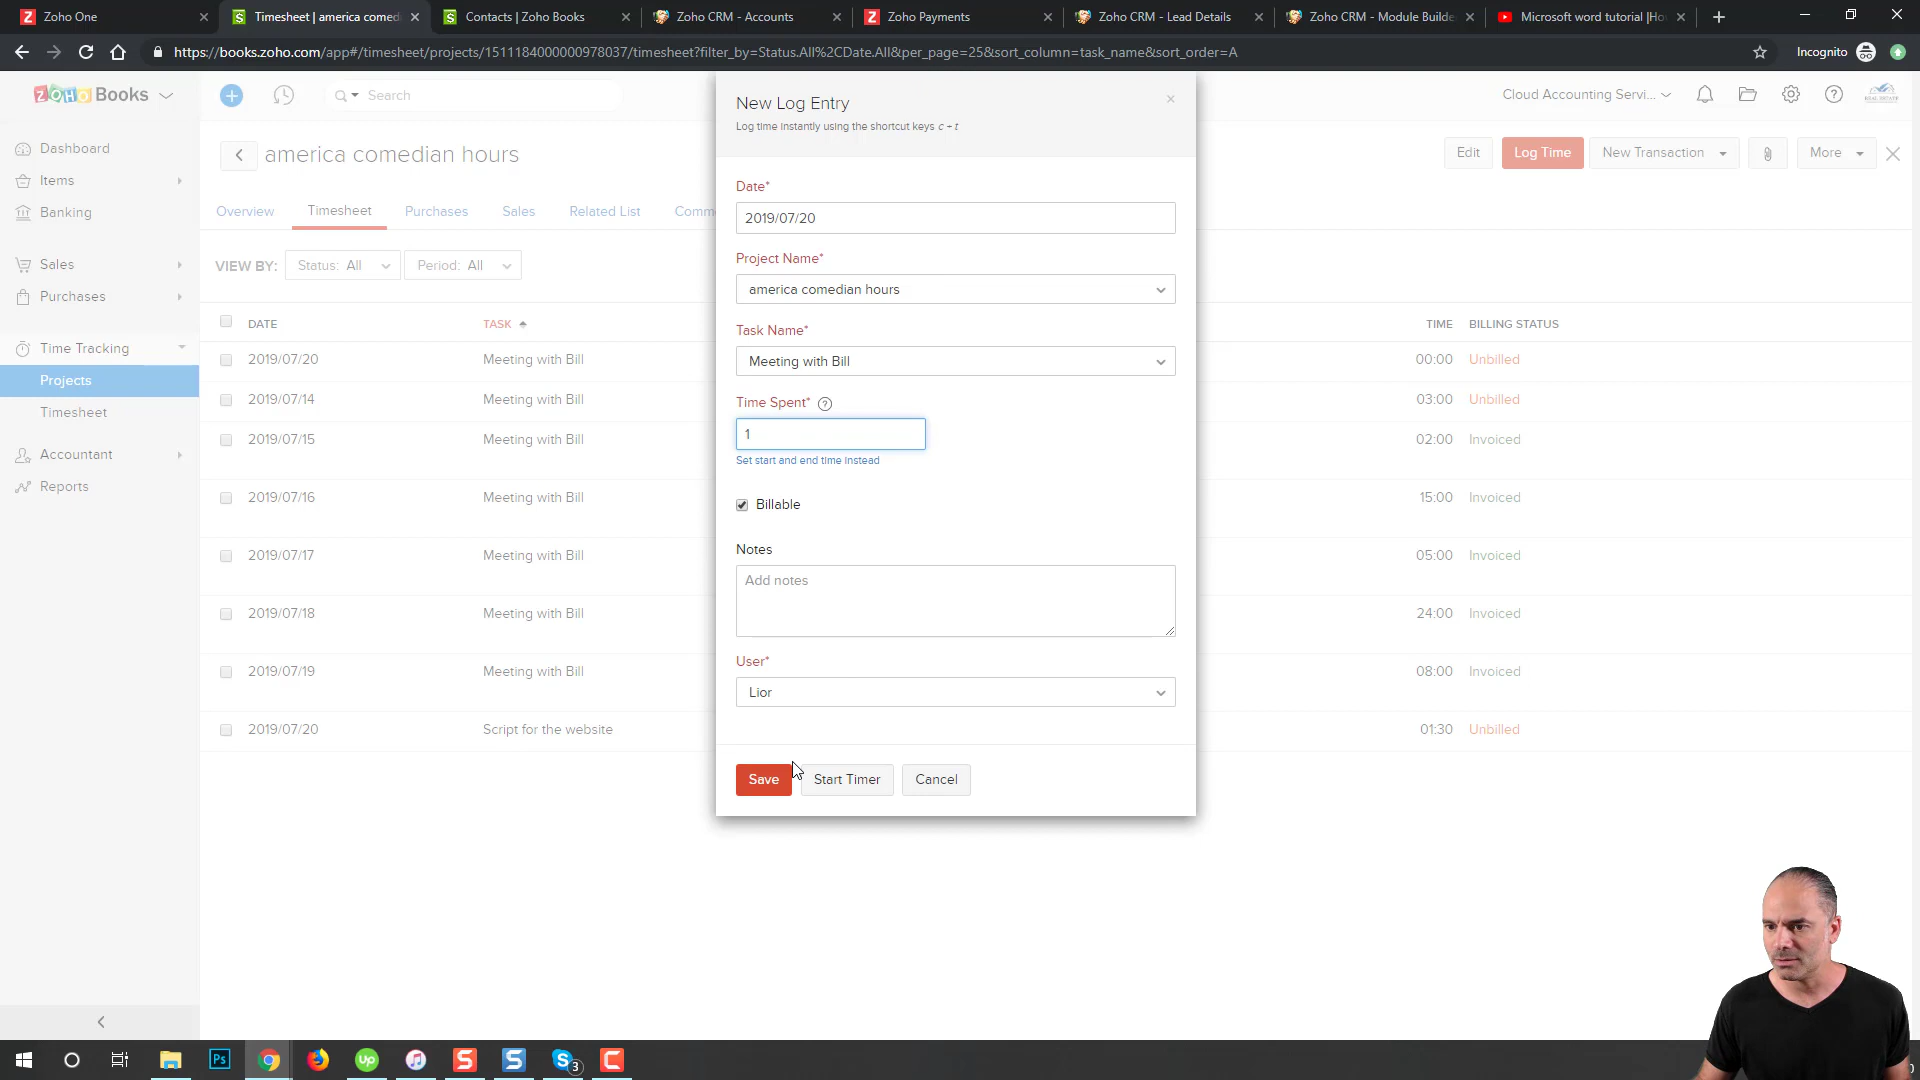 Zoho One
Timesheet | america comed
Contacts | Zoho Books
Zoho CRM - Accounts
Zoho Payments
Zoho CRM - Lead Details
Zoho CRM - Module Builde
Microsoft word tutorial |Ho
https://books.zoho.com/app#/timesheet/projects/1511184000000978037/timesheet?filter_by=Status.All%2CDate.All&per_page=25&sort_column=task_name&sort_order=A
Incognito
ZOHO Books
Search
Cloud Accounting Servi...
New Log Entry
Log time instantly using the shortcut keys c + t
america comedian hours
Edit
Log Time
New Transaction
More
Dashboard
Items
Banking
Sales
Purchases
Time Tracking
Projects
Timesheet
Accountant
Reports
Overview
Timesheet
Purchases
Sales
Related List
Comm
VIEW BY:
Status: All
Period: All
DATE TASK TIME BILLING STATUS
2019/07/20 Meeting with Bill 00:00 Unbilled
2019/07/14 Meeting with Bill 03:00 Unbilled
2019/07/15 Meeting with Bill 02:00 Invoiced
2019/07/16 Meeting with Bill 15:00 Invoiced
2019/07/17 Meeting with Bill 05:00 Invoiced
2019/07/18 Meeting with Bill 24:00 Invoiced
2019/07/19 Meeting with Bill 08:00 Invoiced
2019/07/20 Script for the website 01:30 Unbilled
Date*
2019/07/20
Project Name*
america comedian hours
Task Name*
Meeting with Bill
Time Spent*
1
Set start and end time instead
Billable
Notes
Add notes
User*
Lior
Save
Start Timer
Cancel
Ps
Up
S
S
S
3
C